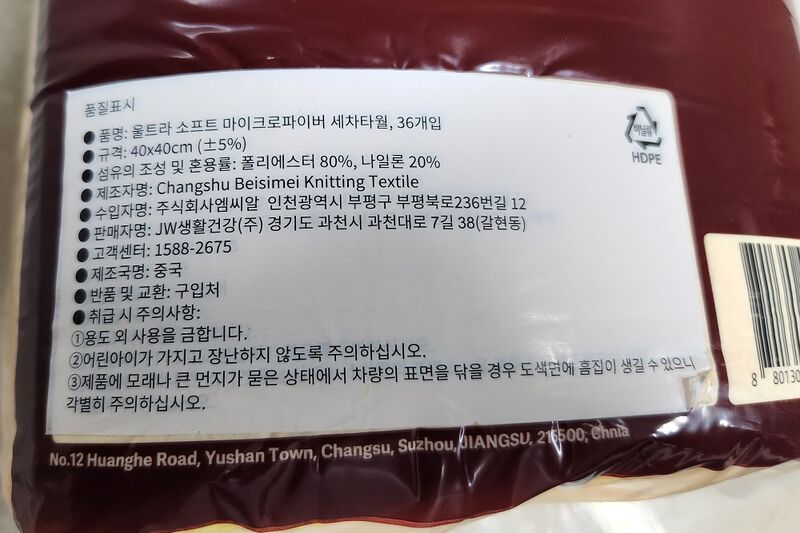 품질표시
● 품명: 울트라 소프트 마이크로파이버 세차타월, 36개입
● 규격: 40x40cm (±5%)
● 섬유의 조성 및 혼용률: 폴리에스터 80%, 나일론 20%
● 제조자명: Changshu Beisimei Knitting Textile
● 수입자명: 주식회사엠씨알 인천광역시 부평구 부평북로236번길 12
● 판매자명: JW생활건강(주) 경기도 과천시 과천대로 7길 38(갈현동)
● 고객센터: 1588-2675
● 제조국명: 중국
● 반품 및 교환: 구입처
● 취급 시 주의사항:
①용도 외 사용을 금합니다.
②어린아이가 가지고 장난하지 않도록 주의하십시오.
③제품에 모래나 큰 먼지가 묻은 상태에서 차량의 표면을 닦을 경우 도색면에 흠집이 생길 수있으니
각별히 주의하십시오.
비닐류
HDPE
8 80130
No.12 Huanghe Road, Yushan Town, Changsu, Suzhou, JIANGSU, 215500, Chnia